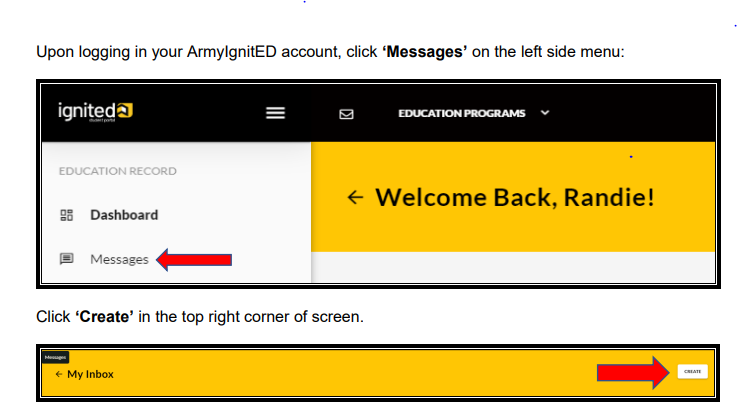 Upon logging in your ArmyIgnitED account, click ‘Messages’ on the left side menu:
ignited
student portal
EDUCATION PROGRAMS
EDUCATION RECORD
Welcome Back, Randie!
Dashboard
Messages
Click ‘Create’ in the top right corner of screen.
Messages
My Inbox
CREATE